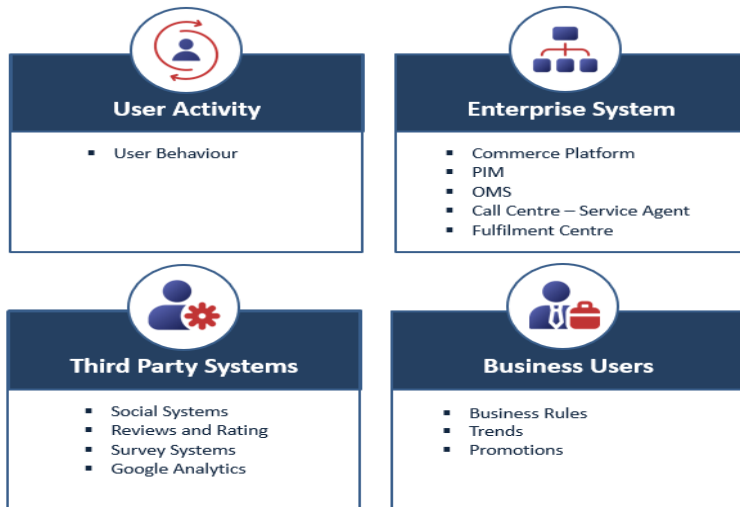 User Activity
▪ User Behaviour
Enterprise System
▪ Commerce Platform
▪ PIM
▪ OMS
▪ Call Centre – Service Agent
▪ Fulfilment Centre
Third Party Systems
▪ Social Systems
▪ Reviews and Rating
▪ Survey Systems
▪ Google Analytics
Business Users
▪ Business Rules
▪ Trends
▪ Promotions